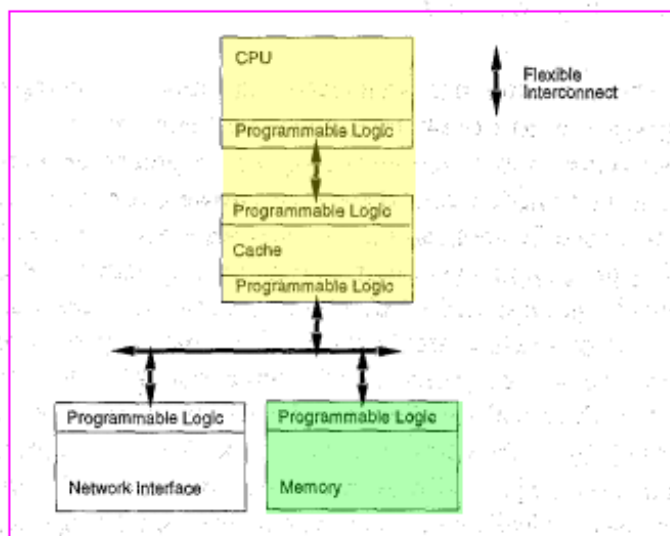 CPU
Flexible
Interconnect
Programmable Logic
Programmable Logic
Cache
Programmable Logic
Programmable Logic
Programmable Logic
Network Interface
Memory